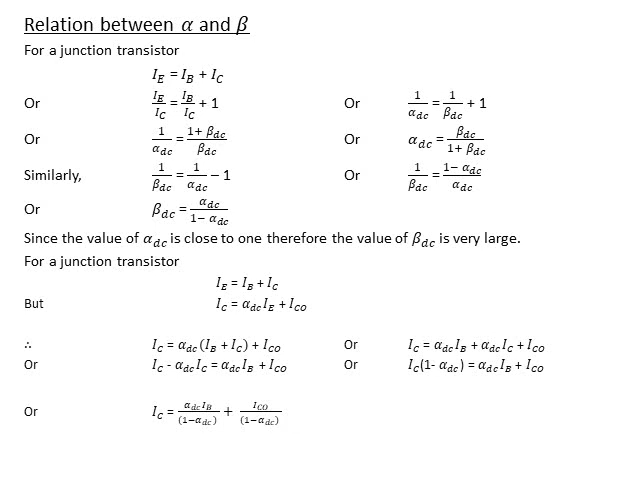 Relation between α and β
For a junction transistor
I_E = I_B + I_C
Or I_E/I_C = I_B/I_C + 1 Or 1/α_dc = 1/β_dc + 1
Or 1/α_dc = (1+ β_dc)/β_dc Or α_dc = β_dc/(1+ β_dc)
Similarly, 1/β_dc = 1/α_dc − 1 Or 1/β_dc = (1− α_dc)/α_dc
Or β_dc = α_dc/(1− α_dc)
Since the value of α_dc is close to one therefore the value of β_dc is very large.
For a junction transistor
I_E = I_B + I_C
But I_C = α_dc I_E + I_CO
∴ I_C = α_dc (I_B + I_C) + I_CO Or I_C = α_dc I_B + α_dc I_C + I_CO
Or I_C - α_dc I_C = α_dc I_B + I_CO Or I_C(1- α_dc) = α_dc I_B + I_CO
Or I_C = α_dc I_B/(1−α_dc) + I_CO/(1−α_dc)